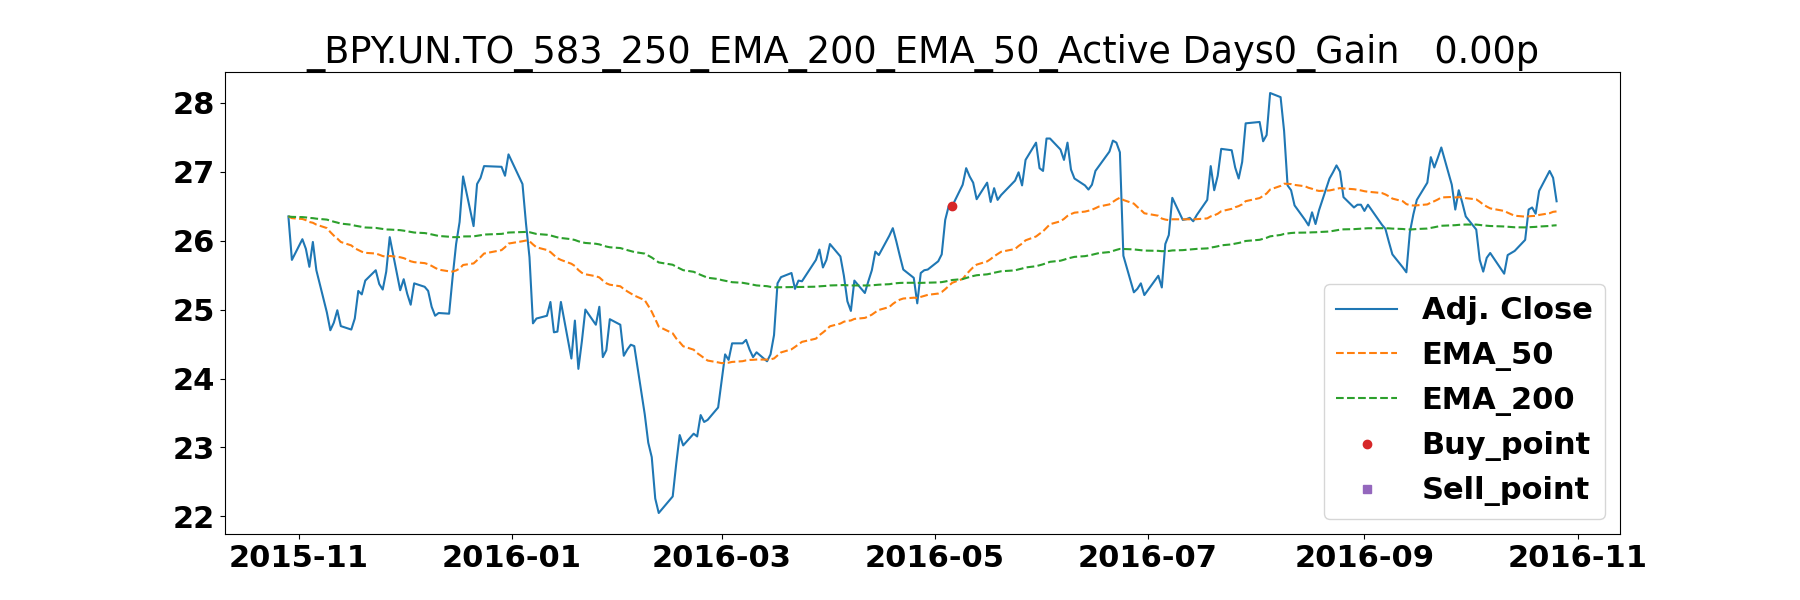 _BPY.UN.TO_583_250_EMA_200_EMA_50_Active Days0_Gain   0.00p
28
27
26
25
24
23
22
2015-11 2016-01 2016-03 2016-05 2016-07 2016-09 2016-11
Adj. Close
EMA_50
EMA_200
Buy_point
Sell_point